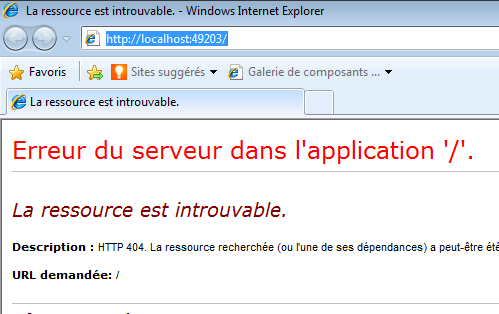 La ressource est introuvable. - Windows Internet Explorer
http://localhost:49203/
Favoris Sites suggérés Galerie de composants ...
La ressource est introuvable.
Erreur du serveur dans l'application '/'.
La ressource est introuvable.
Description : HTTP 404. La ressource recherchée (ou l'une de ses dépendances) a peut-être été
URL demandée: /